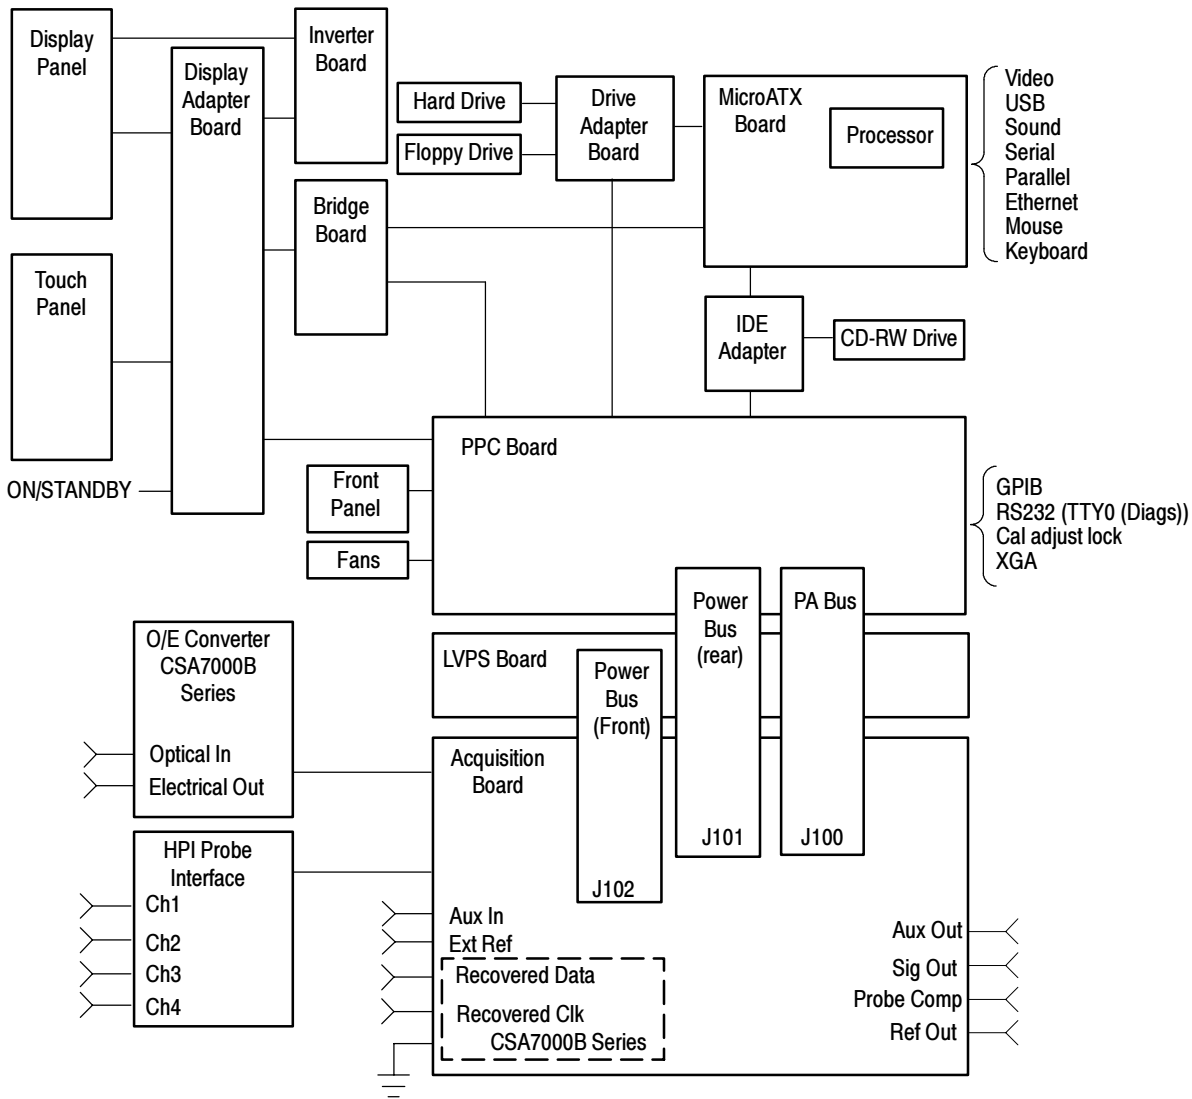 Display
Panel
Display
Adapter
Board
Inverter
Board
Hard Drive
Floppy Drive
Drive
Adapter
Board
MicroATX
Board
Processor
Video
USB
Sound
Serial
Parallel
Ethernet
Mouse
Keyboard
Bridge
Board
Touch
Panel
IDE
Adapter
CD-RW Drive
ON/STANDBY
PPC Board
Front
Panel
Fans
GPIB
RS232 (TTY0 (Diags))
Cal adjust lock
XGA
Power
Bus
(rear)
J101
PA Bus
J100
LVPS Board
Power
Bus
(Front)
J102
O/E Converter
CSA7000B
Series
Optical In
Electrical Out
Acquisition
Board
HPI Probe
Interface
Ch1
Ch2
Ch3
Ch4
Aux In
Ext Ref
Recovered Data
Recovered Clk
CSA7000B Series
Aux Out
Sig Out
Probe Comp
Ref Out